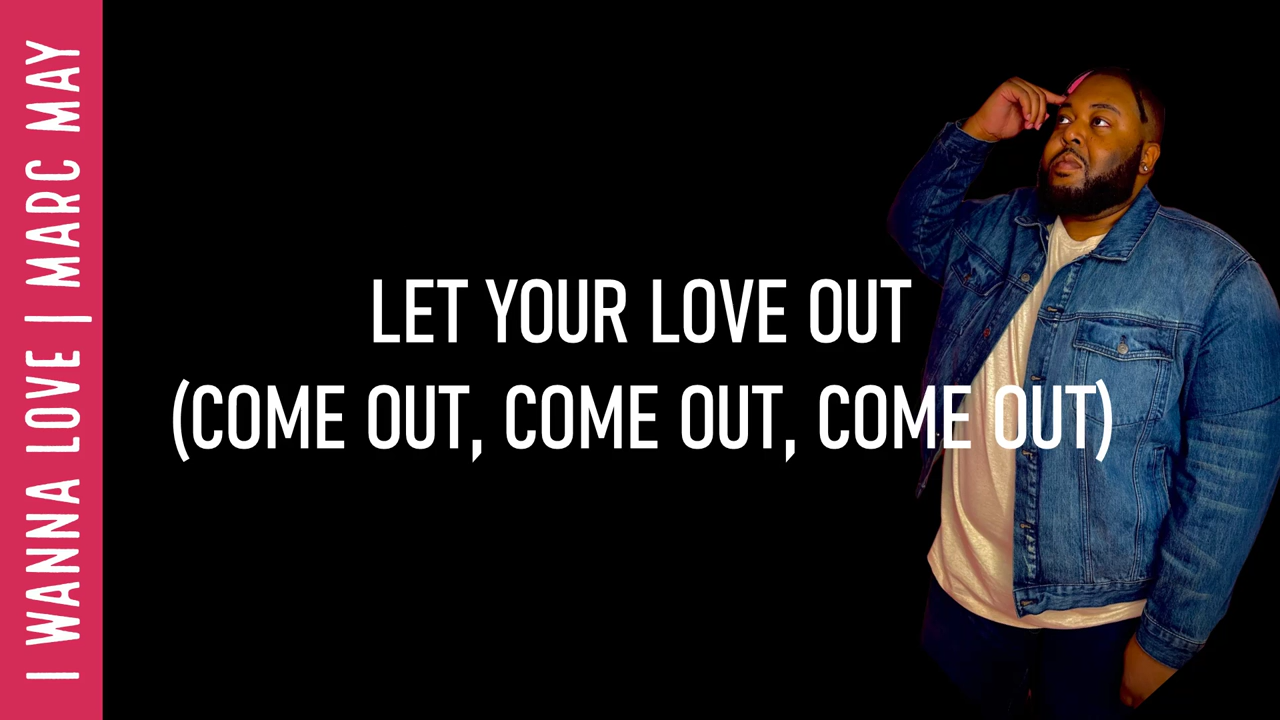 I WANNA LOVE | MARC MAY
LET YOUR LOVE OUT
(COME OUT, COME OUT, COME OUT)